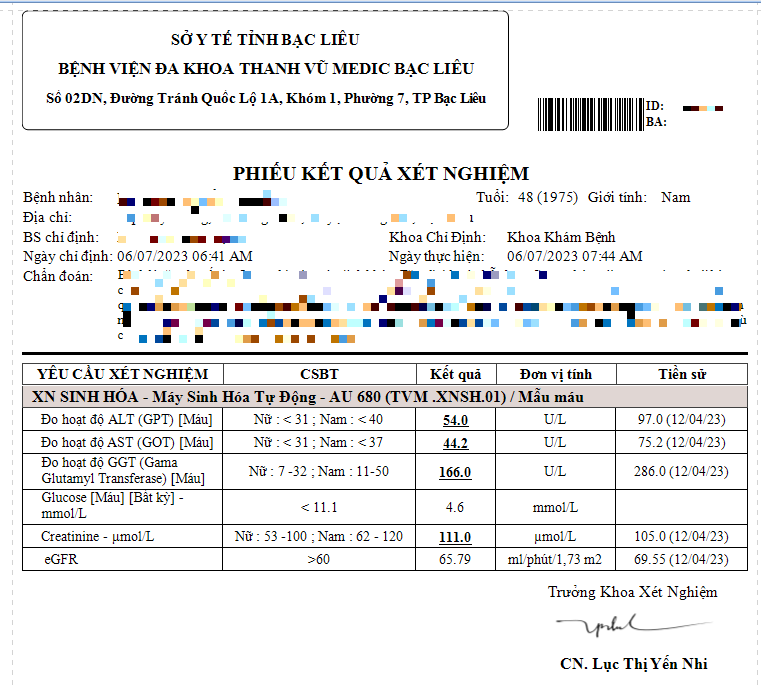 SỞ Y TẾ TỈNH BẠC LIÊU
BỆNH VIỆN ĐA KHOA THANH VŨ MEDIC BẠC LIÊU
Số 02DN, Đường Tránh Quốc Lộ 1A, Khóm 1, Phường 7, TP Bạc Liêu
ID:
BA:
PHIẾU KẾT QUẢ XÉT NGHIỆM
Bệnh nhân: Tuổi: 48 (1975) Giới tính: Nam
Địa chỉ:
BS chỉ định: Khoa Chỉ Định: Khoa Khám Bệnh
Ngày chỉ định: 06/07/2023 06:41 AM Ngày thực hiện: 06/07/2023 07:44 AM
Chẩn đoán:
YÊU CẦU XÉT NGHIỆM CSBT Kết quả Đơn vị tính Tiền sử
XN SINH HÓA - Máy Sinh Hóa Tự Động - AU 680 (TVM .XNSH.01) / Mẫu máu
Đo hoạt độ ALT (GPT) [Máu] Nữ : < 31 ; Nam : < 40 54.0 U/L 97.0 (12/04/23)
Đo hoạt độ AST (GOT) [Máu] Nữ : < 31 ; Nam : < 37 44.2 U/L 75.2 (12/04/23)
Đo hoạt độ GGT (Gama
Glutamyl Transferase) [Máu] Nữ : 7 -32 ; Nam : 11-50 166.0 U/L 286.0 (12/04/23)
Glucose [Máu] [Bất kỳ] -
mmol/L < 11.1 4.6 mmol/L
Creatinine - µmol/L Nữ : 53 -100 ; Nam : 62 - 120 111.0 µmol/L 105.0 (12/04/23)
eGFR >60 65.79 ml/phút/1,73 m2 69.55 (12/04/23)
Trưởng Khoa Xét Nghiệm
CN. Lục Thị Yến Nhi